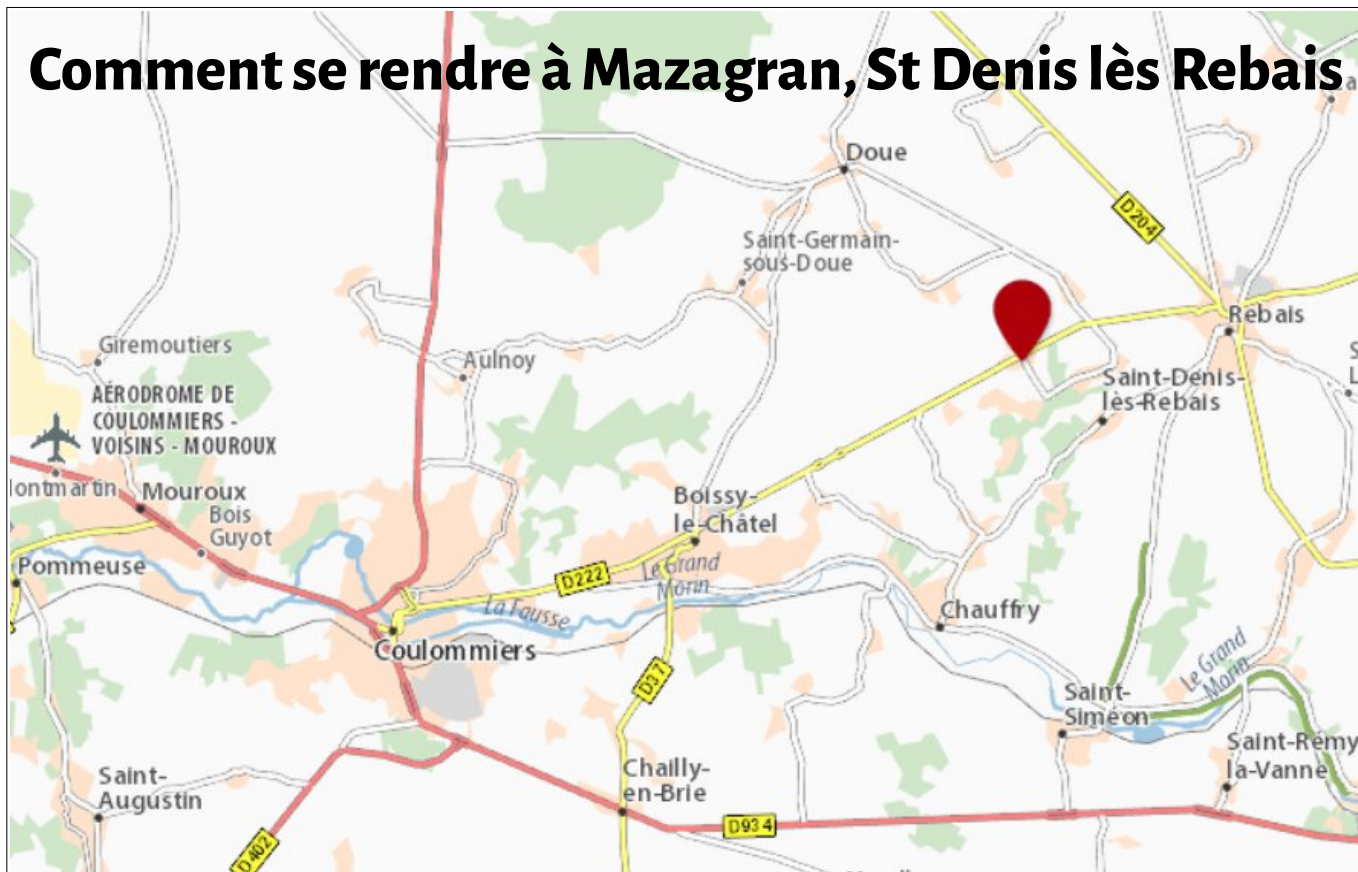 Comment se rendre à Mazagran, St Denis lès Rebais
Doue
D204
Saint-Germain-
sous-Doue
Rebais
Giremoutiers
Aulnoy
Saint-Denis-
lès-Rebais
AÉRODROME DE
COULOMMIERS -
VOISINS - MOUROUX
ontmartin
Mouroux
Bois
Guyot
Boissy-
le-Châtel
Pommeuse
D222
Le Grand
Morin
La Fausse
Chauffry
Coulommiers
D37
Le Grand
Morin
Saint-
Siméon
Saint-Rémy
la-Vanne
Saint-
Augustin
Chailly-
en-Brie
D934
D402